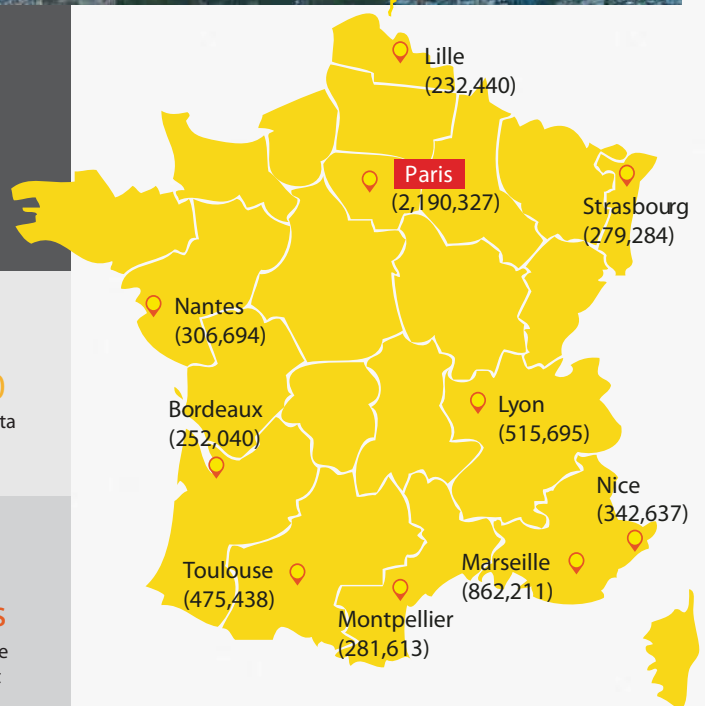 Lille
(232,440)
Paris
(2,190,327)
Strasbourg
(279,284)
Nantes
(306,694)
Bordeaux
(252,040)
Lyon
(515,695)
Nice
(342,637)
Toulouse
(475,438)
Marseille
(862,211)
Montpellier
(281,613)